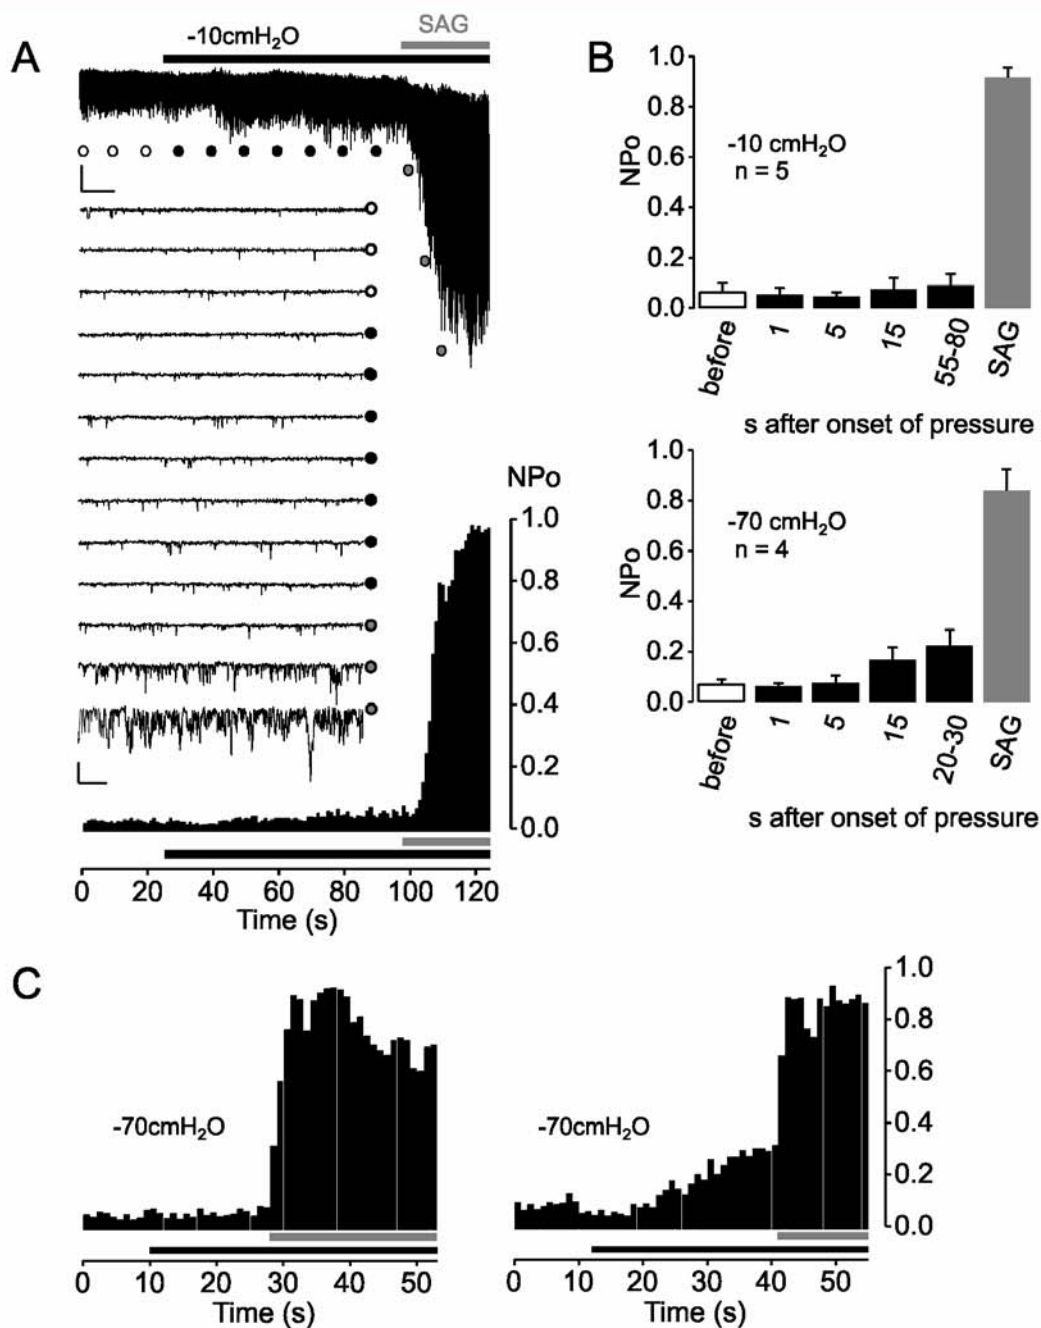 A
-10cmH₂O
SAG
NPo
1.0
0.8
0.6
0.4
0.2
0.0
0 20 40 60 80 100 120
Time (s)
B
1.0
0.8
0.6
0.4
0.2
0.0
NPo
-10 cmH₂O
n = 5
before 1 5 15 55-80 SAG
s after onset of pressure
1.0
0.8
0.6
0.4
0.2
0.0
NPo
-70 cmH₂O
n = 4
before 1 5 15 20-30 SAG
s after onset of pressure
C
-70cmH₂O
0 10 20 30 40 50
Time (s)
-70cmH₂O
1.0
0.8
0.6
0.4
0.2
0.0
0 10 20 30 40 50
Time (s)